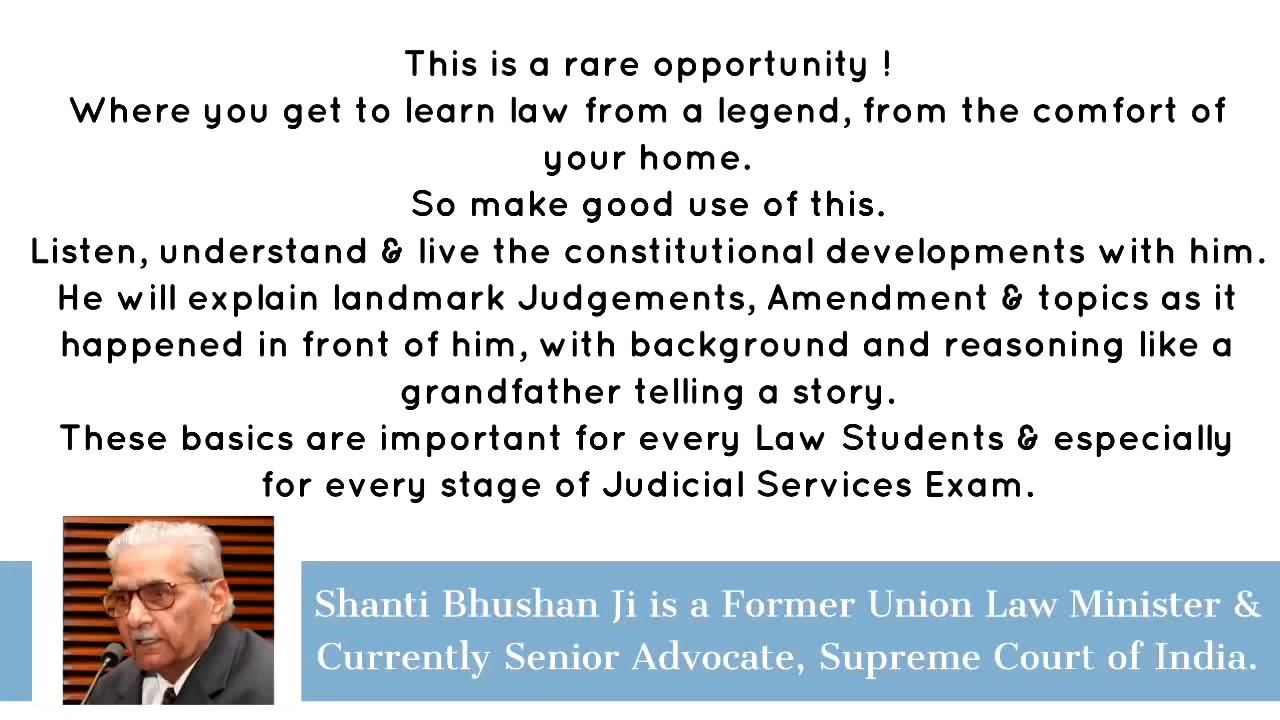 This is a rare opportunity !
Where you get to learn law from a legend, from the comfort of
your home.
So make good use of this.
Listen, understand & live the constitutional developments with him.
He will explain landmark Judgements, Amendment & topics as it
happened in front of him, with background and reasoning like a
grandfather telling a story.
These basics are important for every Law Students & especially
for every stage of Judicial Services Exam.
Shanti Bhushan Ji is a Former Union Law Minister &
Currently Senior Advocate, Supreme Court of India.